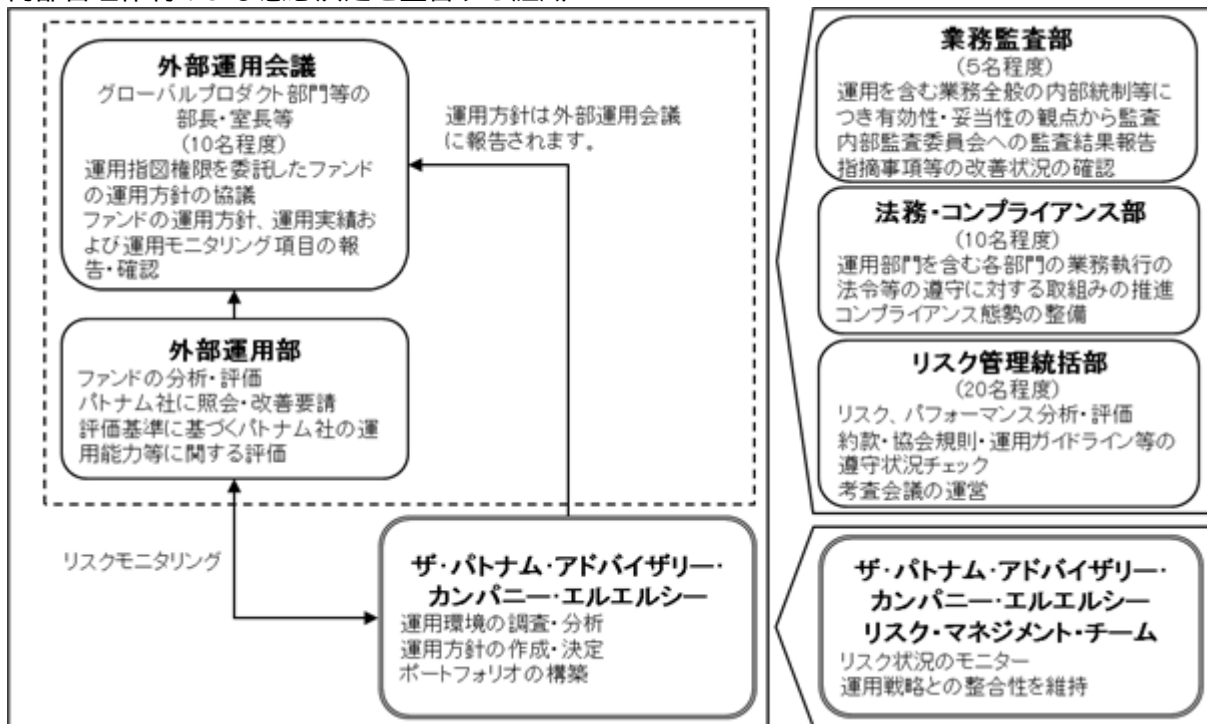 外部運用会議
グローバルプロダクト部門等の
部長・室長等
(10名程度)
運用指図権限を委託したファンド
の運用方針の協議
ファンドの運用方針、運用実績お
よび運用モニタリング項目の報
告・確認
運用方針は外部運用会議
に報告されます。
外部運用部
ファンドの分析・評価
パトナム社に照会・改善要請
評価基準に基づくパトナム社の運
用能力等に関する評価
リスクモニタリング
ザ・パトナム・アドバイザリー・
カンパニー・エルエルシー
運用環境の調査・分析
運用方針の作成・決定
ポートフォリオの構築
業務監査部
(5名程度)
運用を含む業務全般の内部統制等に
つき有効性・妥当性の観点から監査
内部監査委員会への監査結果報告
指摘事項等の改善状況の確認
法務・コンプライアンス部
(10名程度)
運用部門を含む各部門の業務執行の
法令等の遵守に対する取組みの推進
コンプライアンス態勢の整備
リスク管理統括部
(20名程度)
リスク、パフォーマンス分析・評価
約款・協会規則・運用ガイドライン等の
遵守状況チェック
考査会議の運営
ザ・パトナム・アドバイザリー・
カンパニー・エルエルシー
リスク・マネジメント・チーム
リスク状況のモニター
運用戦略との整合性を維持